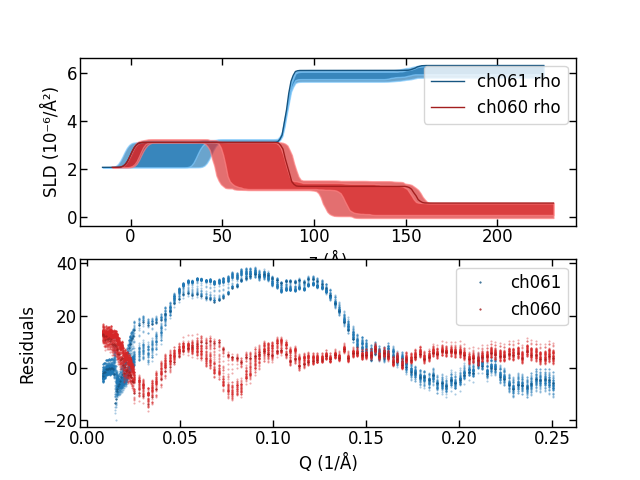 6
4
2
0
SLD (10⁻⁶/Å²)
ch061 rho
ch060 rho
0
50
100
150
200
z (Å)
40
20
0
−20
Residuals
ch061
ch060
0.00
0.05
0.10
0.15
0.20
0.25
Q (1/Å)